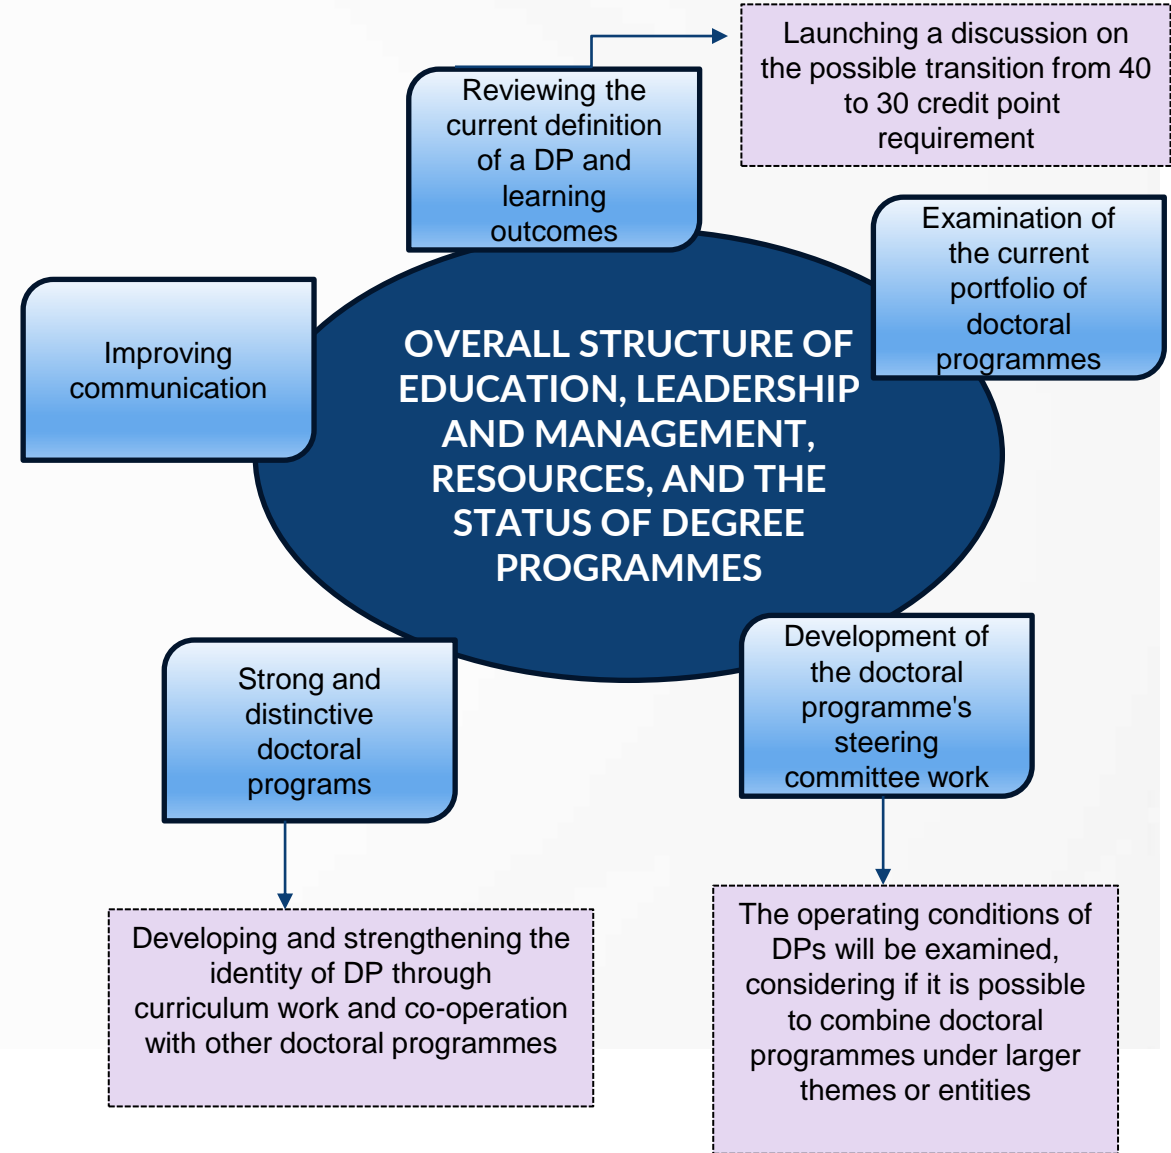 Launching a discussion on
the possible transition from 40
to 30 credit point
requirement
Reviewing the
current definition
of a DP and
learning
outcomes
Examination of
the current
portfolio of
doctoral
programmes
Improving
communication
OVERALL STRUCTURE OF
EDUCATION, LEADERSHIP
AND MANAGEMENT,
RESOURCES, AND THE
STATUS OF DEGREE
PROGRAMMES
Strong and
distinctive
doctoral
programs
Development of
the doctoral
programme's
steering
committee work
Developing and strengthening the
identity of DP through
curriculum work and co-operation
with other doctoral programmes
The operating conditions of
DPs will be examined,
considering if it is possible
to combine doctoral
programmes under larger
themes or entities